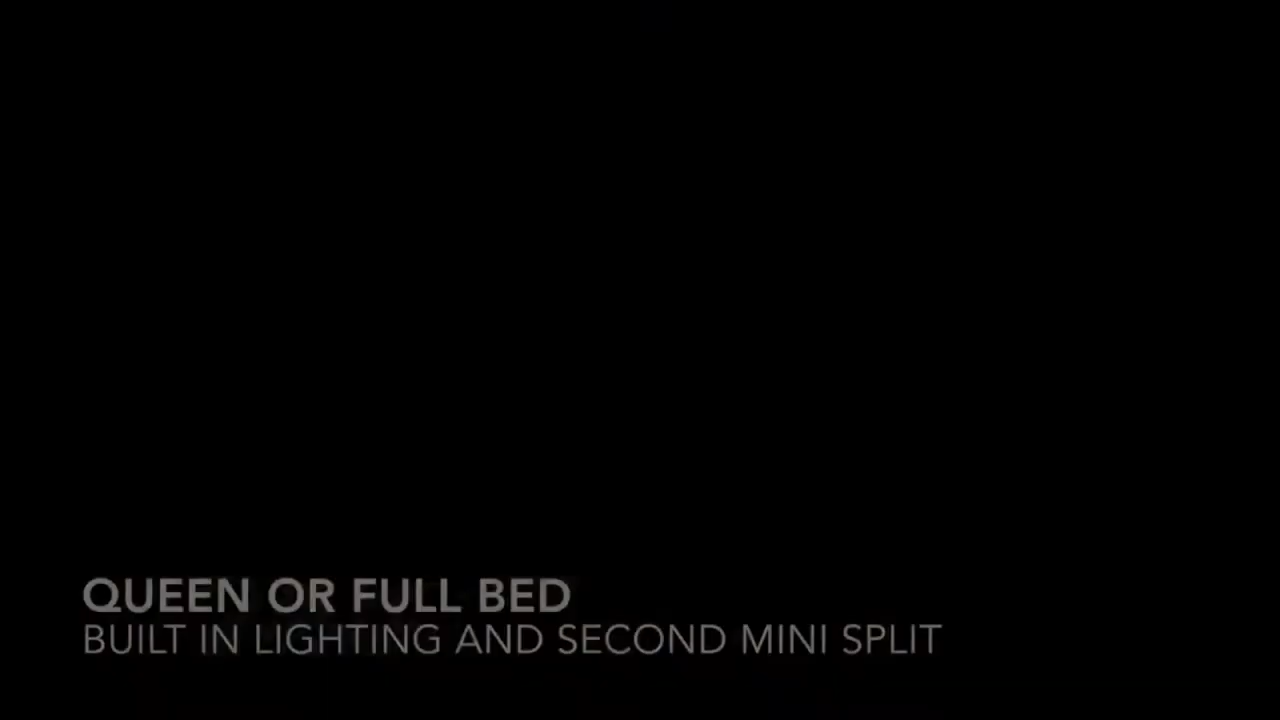 QUEEN OR FULL BED
BUILT IN LIGHTING AND SECOND MINI SPLIT